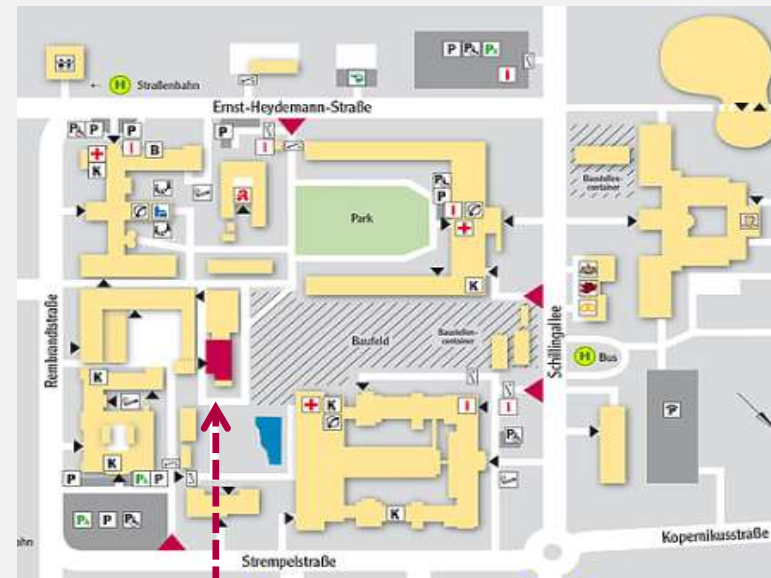 P P♿ P
i
H Straßenbahn
Ernst-Heydemann-Straße
P P P
i B
K
P
i
Baustellen-
container
P
P
i
Park
K
Rembrandtstraße
Baufeld
Baustellen-
container
Schillingallee
H Bus
K
K
i
i
P
K
P P P
K
P P P
Strempelstraße
Kopernikusstraße